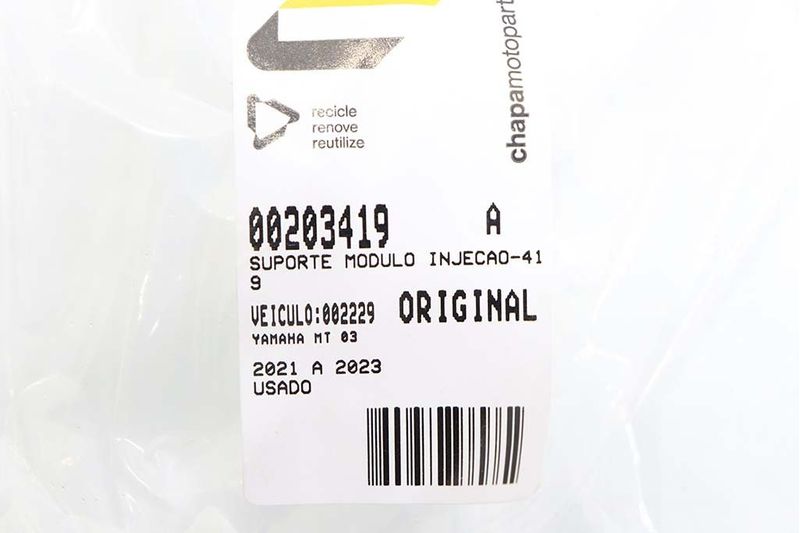 chapamotopart
recicle
renove
reutilize
00203419 A
SUPORTE MODULO INJECAO-41
9
VEICULO:002229 ORIGINAL
YAMAHA MT 03
2021 A 2023
USADO